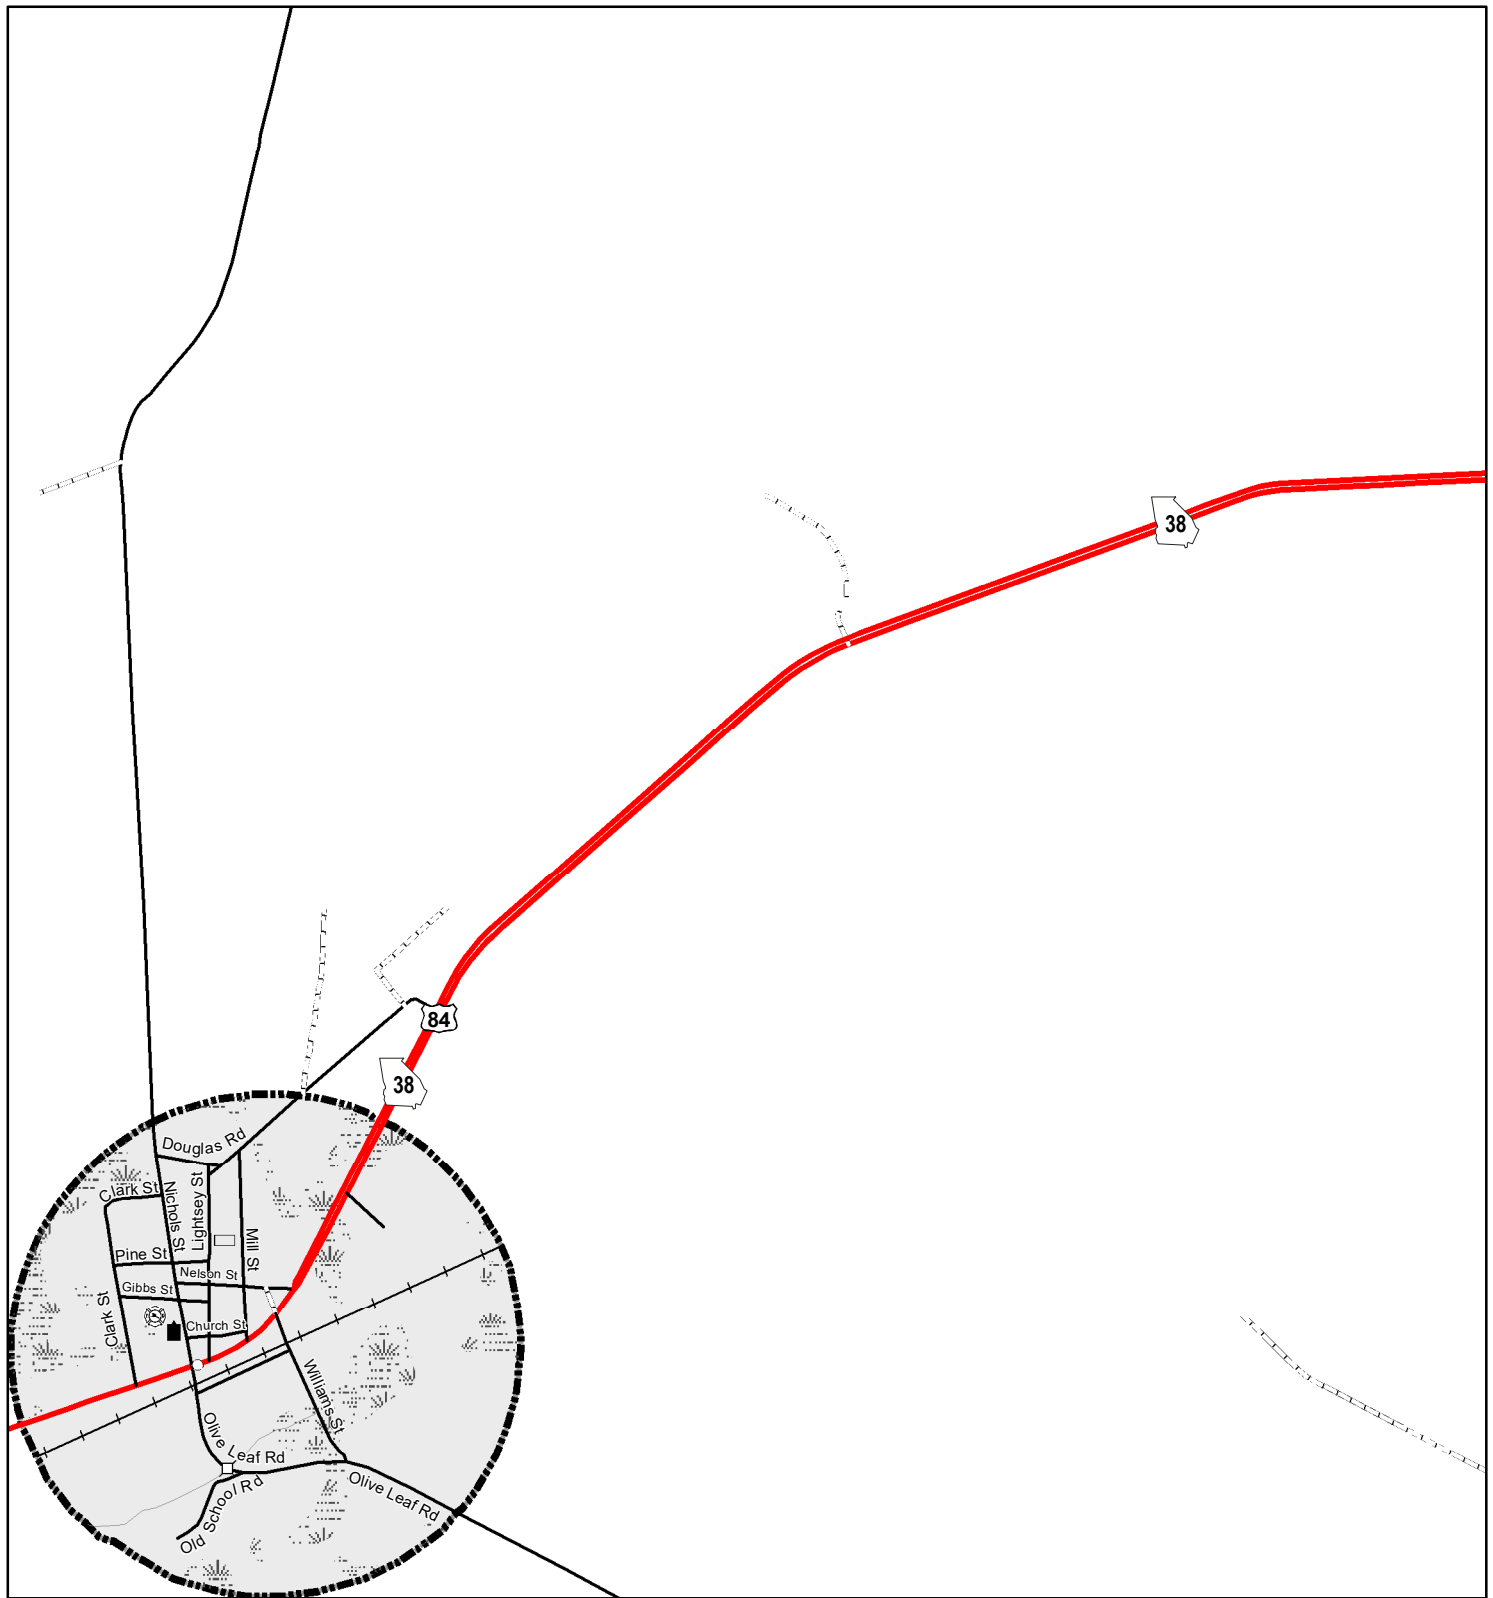 38
84
38
Douglas Rd
Clark St
Nichols St
Lightsey St
Mill St
Pine St
Nelson St
Gibbs St
Clark St
Church St
Williams St
Olive Leaf Rd
Old School Rd
Olive Leaf Rd